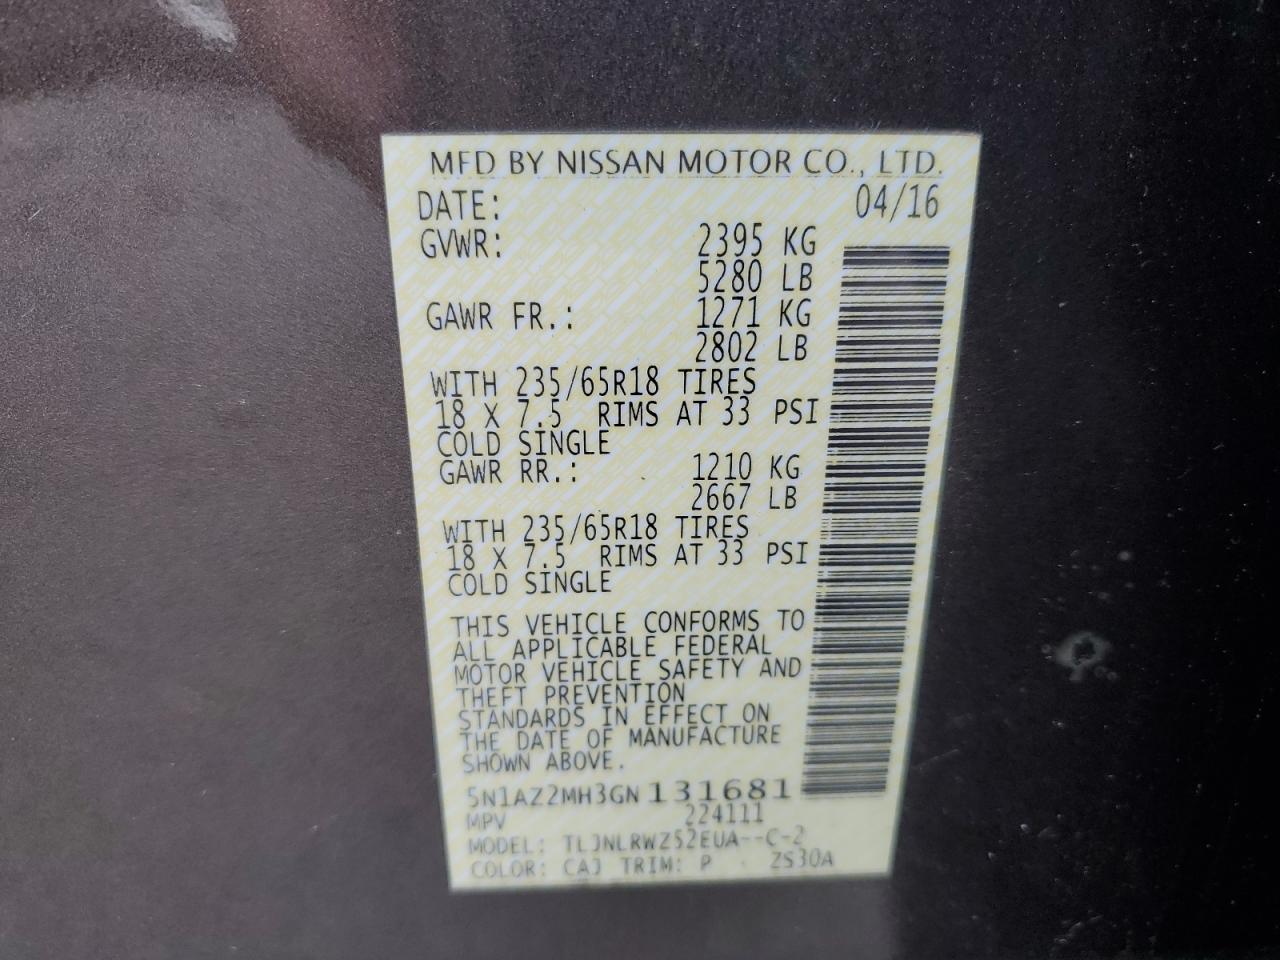 MFD BY NISSAN MOTOR CO., LTD.
DATE: 04/16
GVWR: 2395 KG
5280 LB
GAWR FR.: 1271 KG
2802 LB
WITH 235/65R18 TIRES
18 X 7.5 RIMS AT 33 PSI
COLD SINGLE
GAWR RR.: 1210 KG
2667 LB
WITH 235/65R18 TIRES
18 X 7.5 RIMS AT 33 PSI
COLD SINGLE
THIS VEHICLE CONFORMS TO
ALL APPLICABLE FEDERAL
MOTOR VEHICLE SAFETY AND
THEFT PREVENTION
STANDARDS IN EFFECT ON
THE DATE OF MANUFACTURE
SHOWN ABOVE.
5N1AZ2MH3GN131681
MPV 224111
MODEL: TLJNLRWZ52EUA--C-2
COLOR: CAJ TRIM: P ZS30A